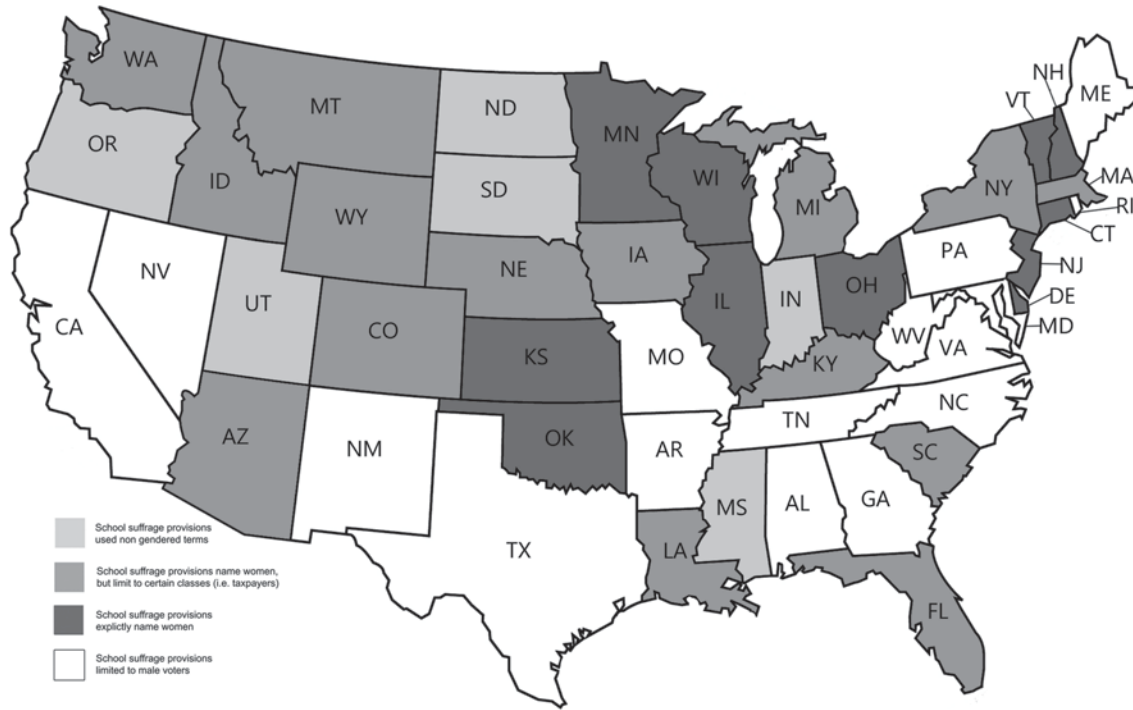 WA
MT
ND
MN
NH
VT
ME
OR
ID
SD
WI
MI
NY
MA
RI
CT
WY
NE
IA
PA
NJ
NV
UT
CO
IL
IN
OH
DE
MD
CA
KS
MO
KY
WV
VA
AZ
NM
OK
AR
TN
NC
SC
TX
LA
MS
AL
GA
FL
School suffrage provisions
used non gendered terms
School suffrage provisions name women,
but limit to certain classes (i.e. taxpayers)
School suffrage provisions
explictly name women
School suffrage provisions
limited to male voters